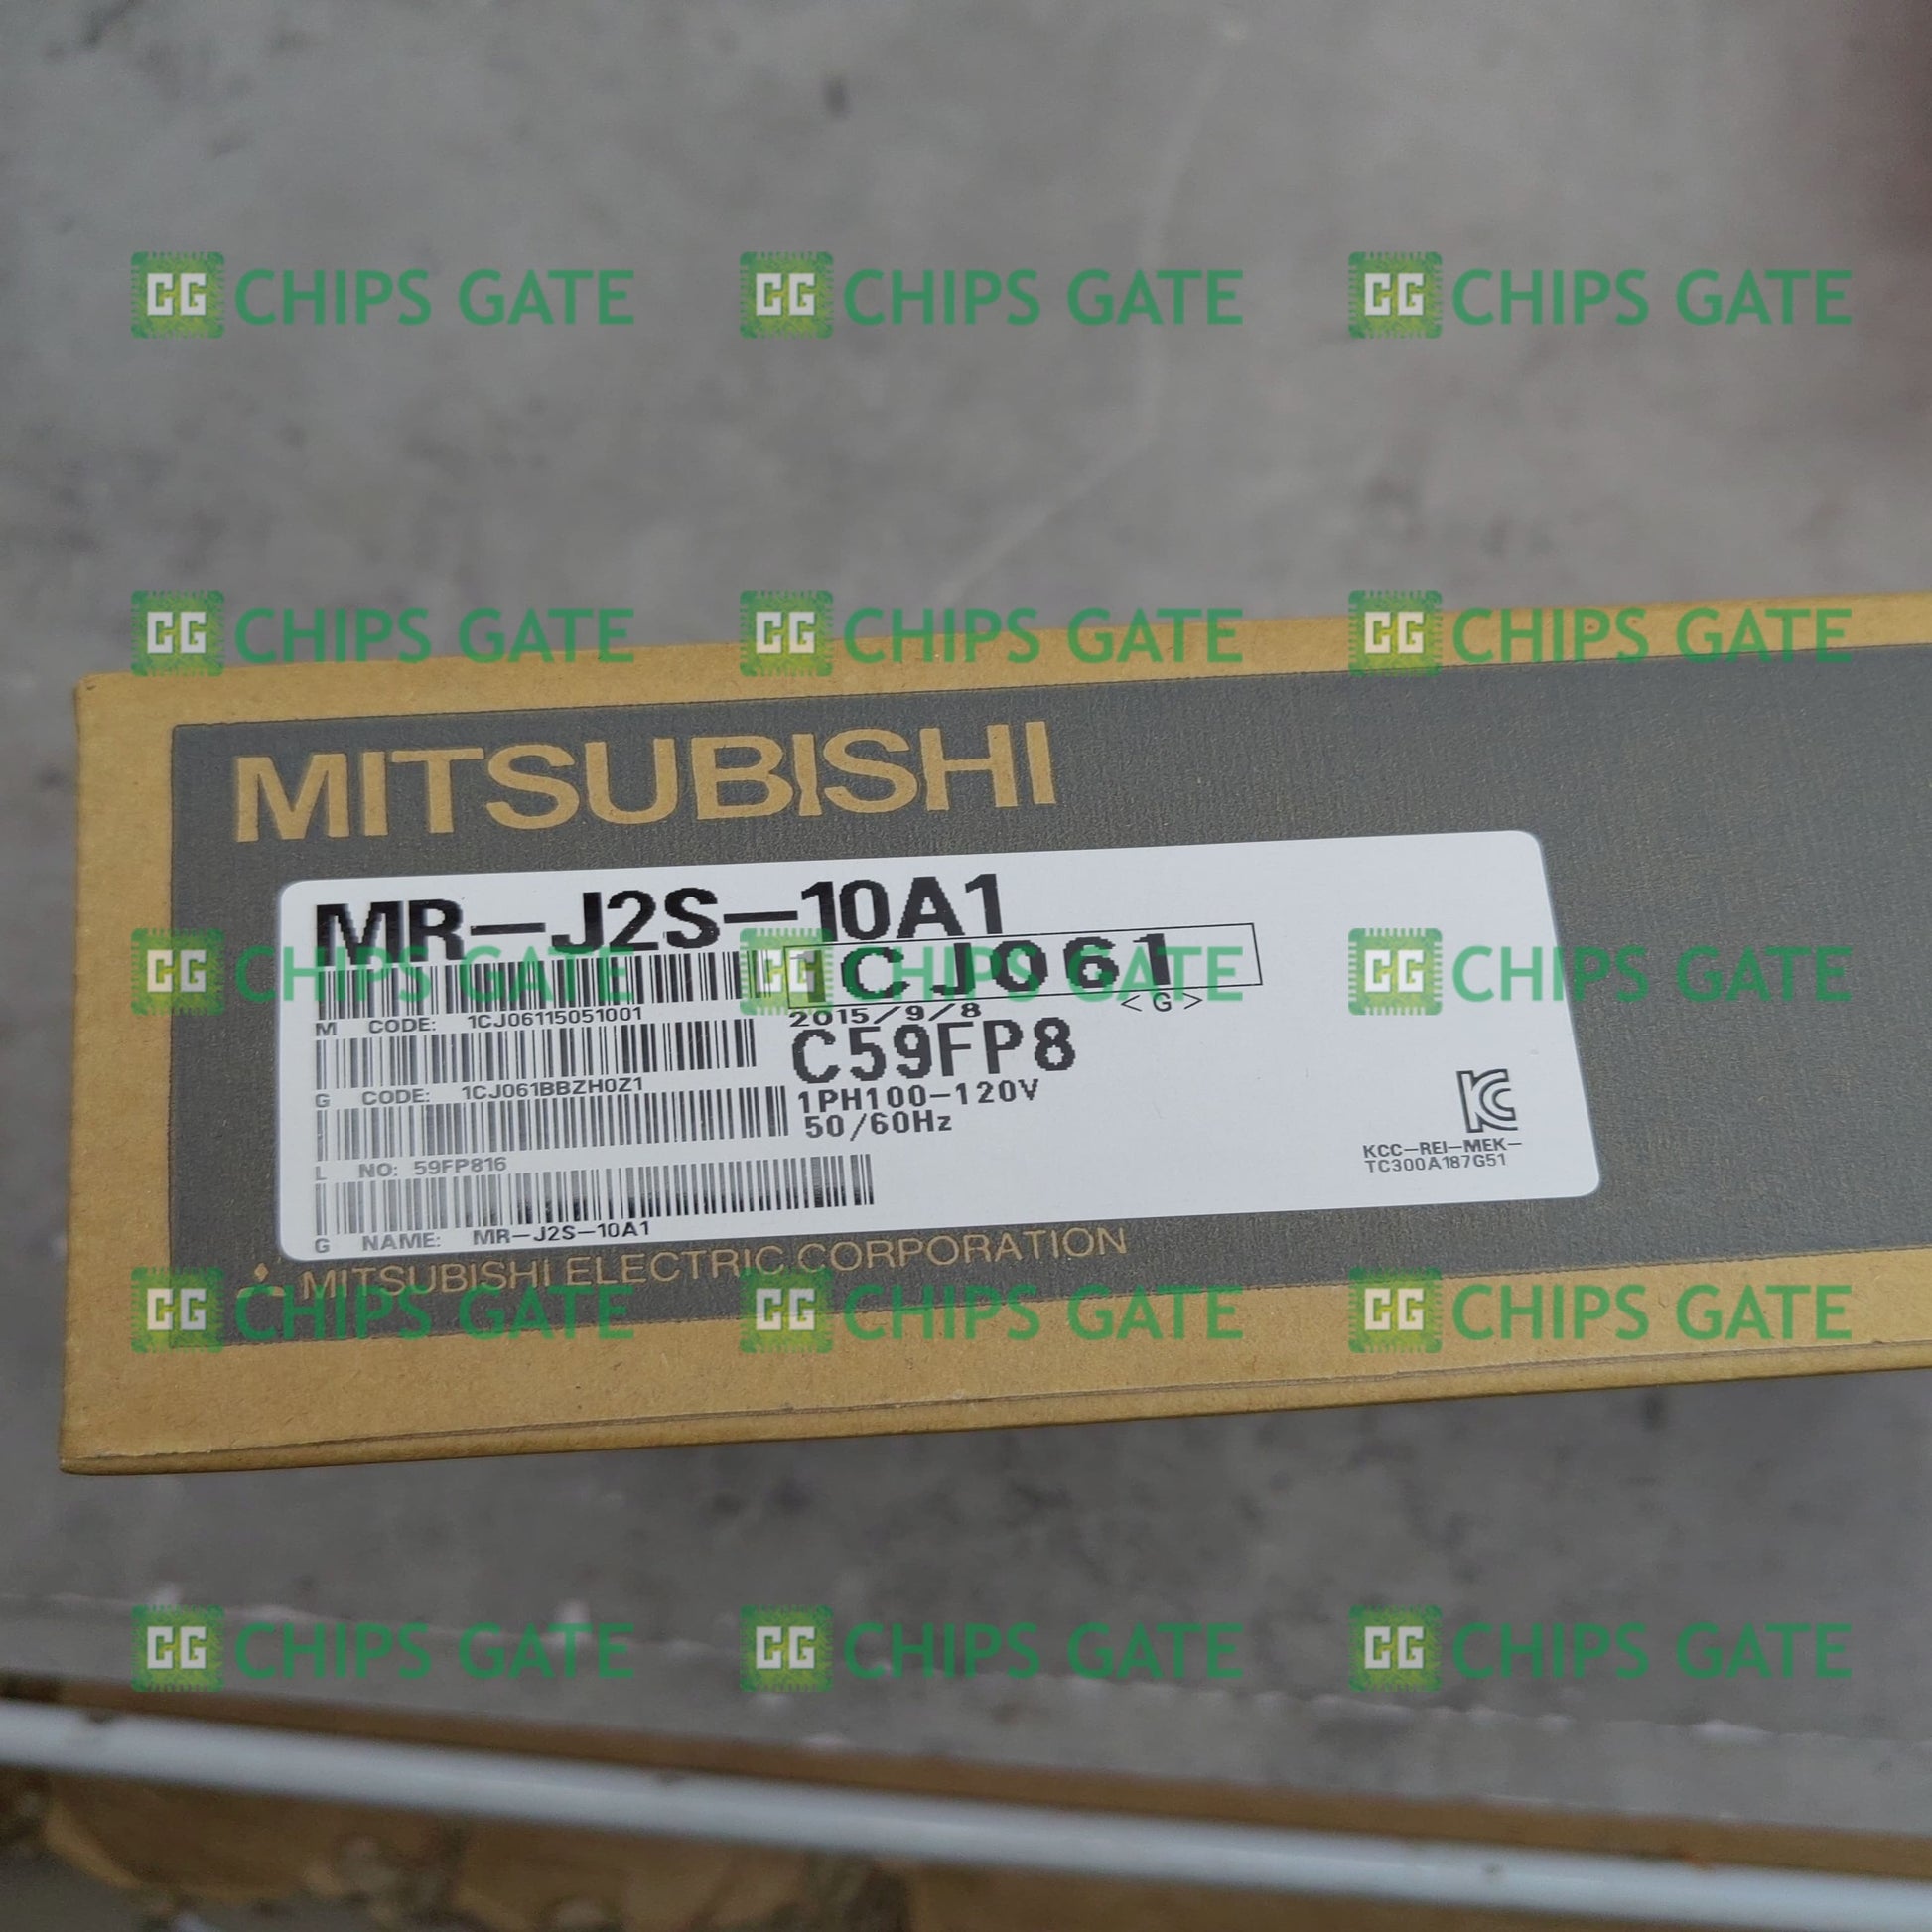 CG CHIPS GATE CG CHIPS GATE CG CHIPS GATE
CG CHIPS GATE CG CHIPS GATE CG CHIPS GATE
MITSUBISHI
MR-J2S-10A1
CG CHIPS GATE CG CHIPS GATE CG CHIPS GATE
1CJ061
M CODE: 1CJ06115051001
2015/9/8 <G>
C59FP8
G CODE: 1CJ061BBZH0Z1
1PH100-120V
50/60Hz
L NO: 59FP816
KC
KCC-REI-MEK-
TC300A187G51
G NAME: MR-J2S-10A1
MITSUBISHI ELECTRIC CORPORATION
CG CHIPS GATE CG CHIPS GATE CG CHIPS GATE
CG CHIPS GATE CG CHIPS GATE CG CHIPS GATE